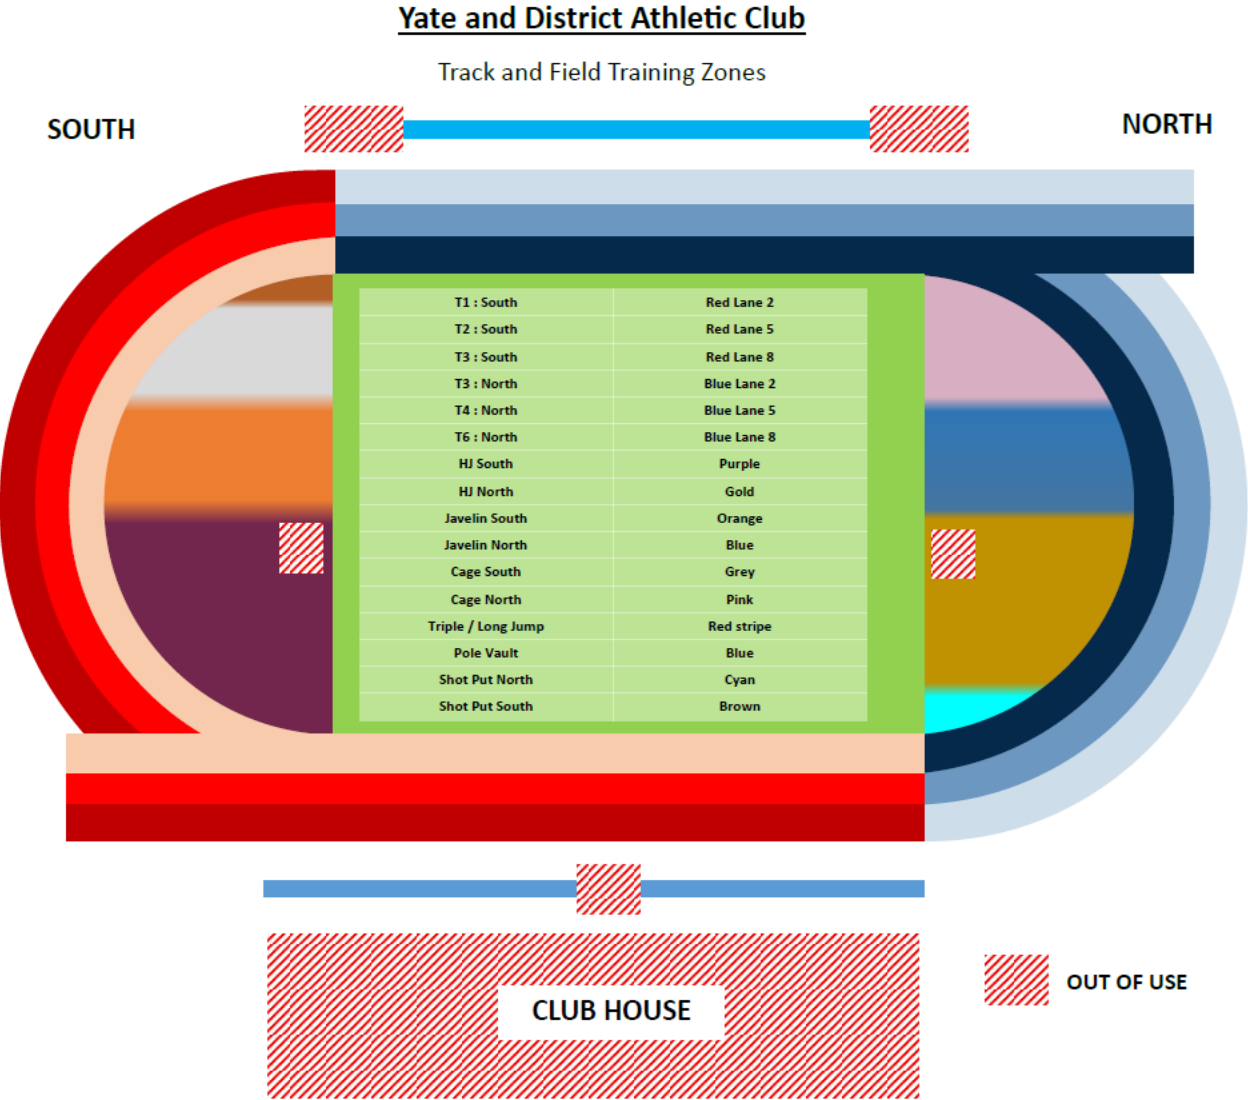 Yate and District Athletic Club
Track and Field Training Zones
SOUTH
NORTH
T1 : South Red Lane 2
T2 : South Red Lane 5
T3 : South Red Lane 8
T3 : North Blue Lane 2
T4 : North Blue Lane 5
T6 : North Blue Lane 8
HJ South Purple
HJ North Gold
Javelin South Orange
Javelin North Blue
Cage South Grey
Cage North Pink
Triple / Long Jump Red stripe
Pole Vault Blue
Shot Put North Cyan
Shot Put South Brown
OUT OF USE
CLUB HOUSE